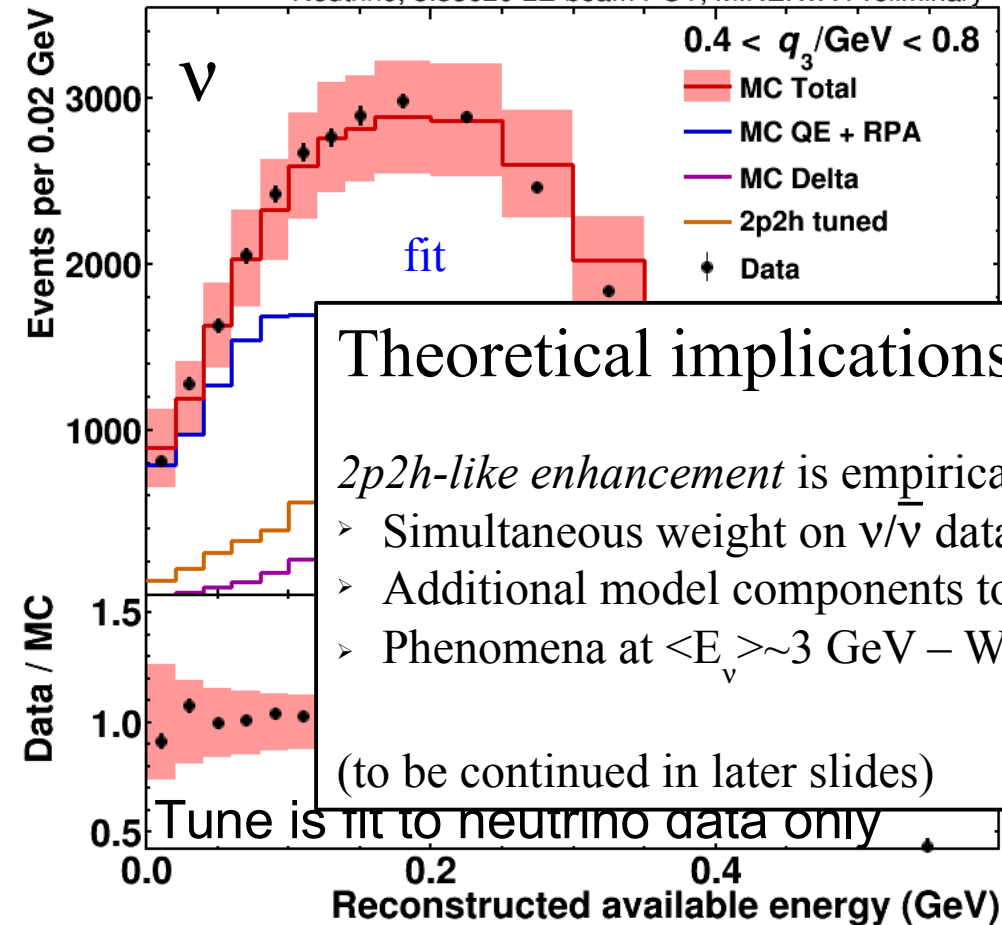 0.4 < q3/GeV < 0.8
ν
MC Total
MC QE + RPA
MC Delta
2p2h tuned
Data
fit
Events per 0.02 GeV
3000
2000
1000
Theoretical implications
2p2h-like enhancement is empirica
Simultaneous weight on ν/ν̅ data
Additional model components to
Phenomena at <Eν>~3 GeV – W
(to be continued in later slides)
Data / MC
1.5
1.0
0.5
Tune is fit to neutrino data only
0.0 0.2 0.4
Reconstructed available energy (GeV)